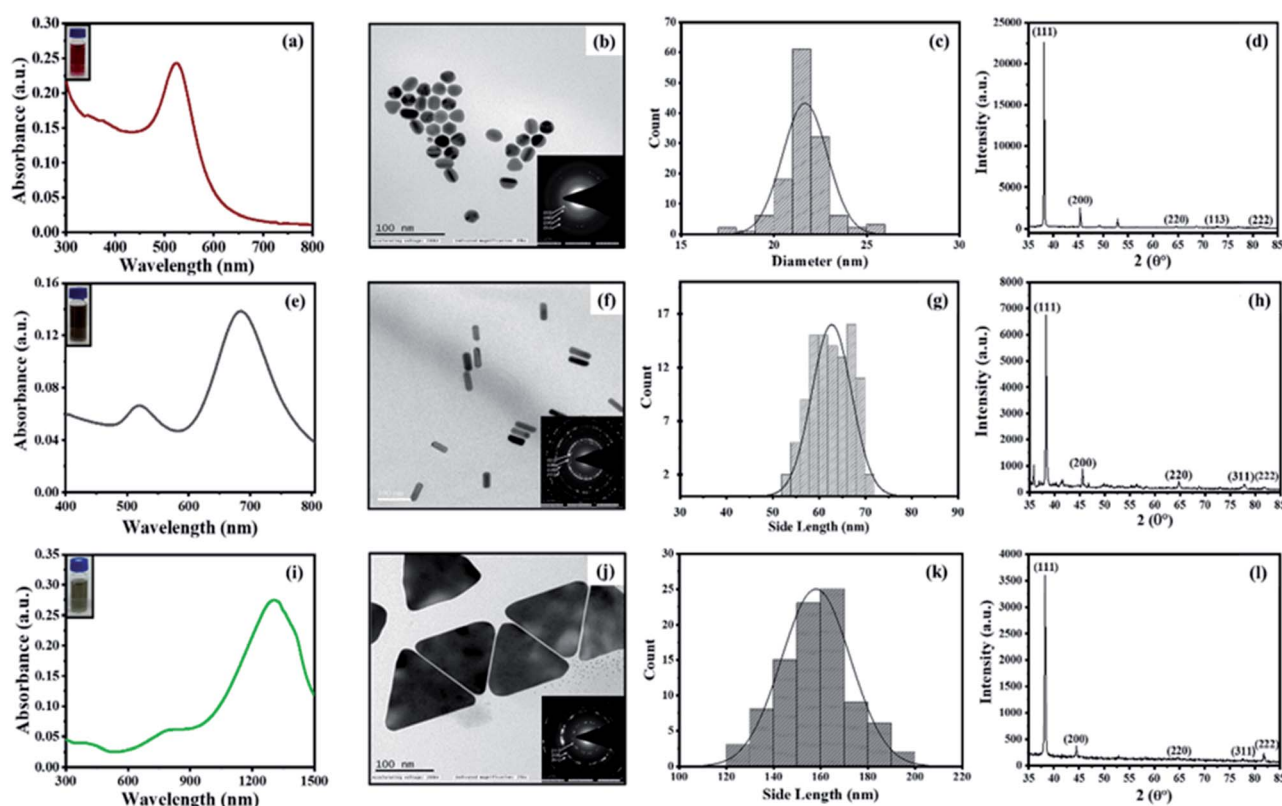 (a)
0.30
0.25
0.20
0.15
0.10
0.05
0.00
Absorbance (a.u.)
300 400 500 600 700 800
Wavelength (nm)
(b)
100 nm
(c)
70
60
50
40
30
20
10
0
Count
15 20 25 30
Diameter (nm)
(d)
25000
20000
15000
10000
5000
0
Intensity (a.u.)
(111)
(200)
(220)
(113)
(222)
35 40 45 50 55 60 65 70 75 80 85
2 (θ°)
(e)
0.16
0.12
0.08
0.04
0.00
Absorbance (a.u.)
400 500 600 700 800
Wavelength (nm)
(f)
(g)
17
12
7
2
Count
30 40 50 60 70 80 90
Side Length (nm)
(h)
8000
7000
6000
5000
4000
3000
2000
1000
0
Intensity (a.u.)
(111)
(200)
(220)
(311)
(222)
35 40 45 50 55 60 65 70 75 80 85
2 (θ°)
(i)
0.35
0.30
0.25
0.20
0.15
0.10
0.05
0.00
Absorbance (a.u.)
300 600 900 1200 1500
Wavelength (nm)
(j)
100 nm
(k)
30
25
20
15
10
5
0
Count
100 120 140 160 180 200 220
Side Length (nm)
(l)
4000
3500
3000
2500
2000
1500
1000
500
0
Intensity (a.u.)
(111)
(200)
(220)
(311)
(222)
35 40 45 50 55 60 65 70 75 80 85
2 (θ°)